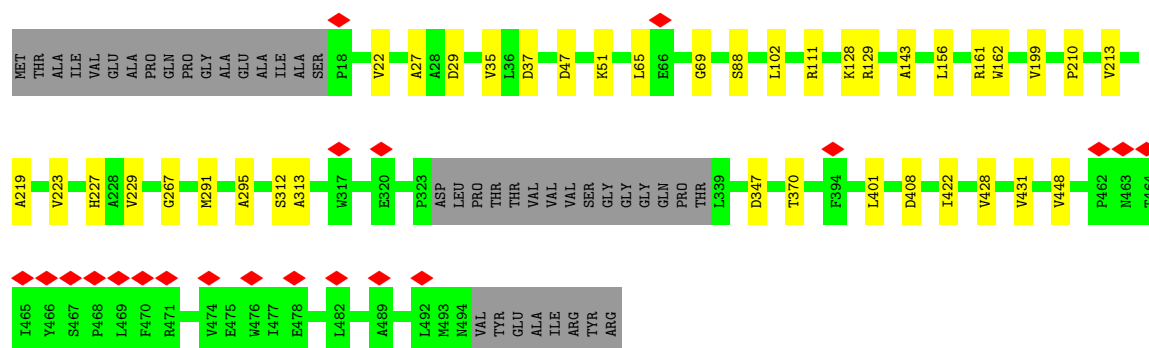 MET THR ALA ILE VAL GLU ALA PRO GLN PRO GLY ALA GLU ALA ILE ALA SER P18 V22 A27 A28 D29 V35 L36 D37 D47 K51 L65 E66 G69 S88 L102 R111 K128 R129 A143 L156 R161 W162 V199 P210 V213
A219 V223 H227 A228 V229 G267 M291 A295 S312 A313 W317 E320 P323 ASP LEU PRO THR THR VAL VAL VAL SER GLY GLY GLY GLN PRO THR L339 D347 T370 F394 L401 D408 I422 V428 V431 V448 P462 N463 T464
I465 Y466 S467 P468 L469 F470 R471 V474 E475 W476 I477 E478 L482 A489 L492 M493 N494 VAL TYR GLU ALA ILE ARG TYR ARG